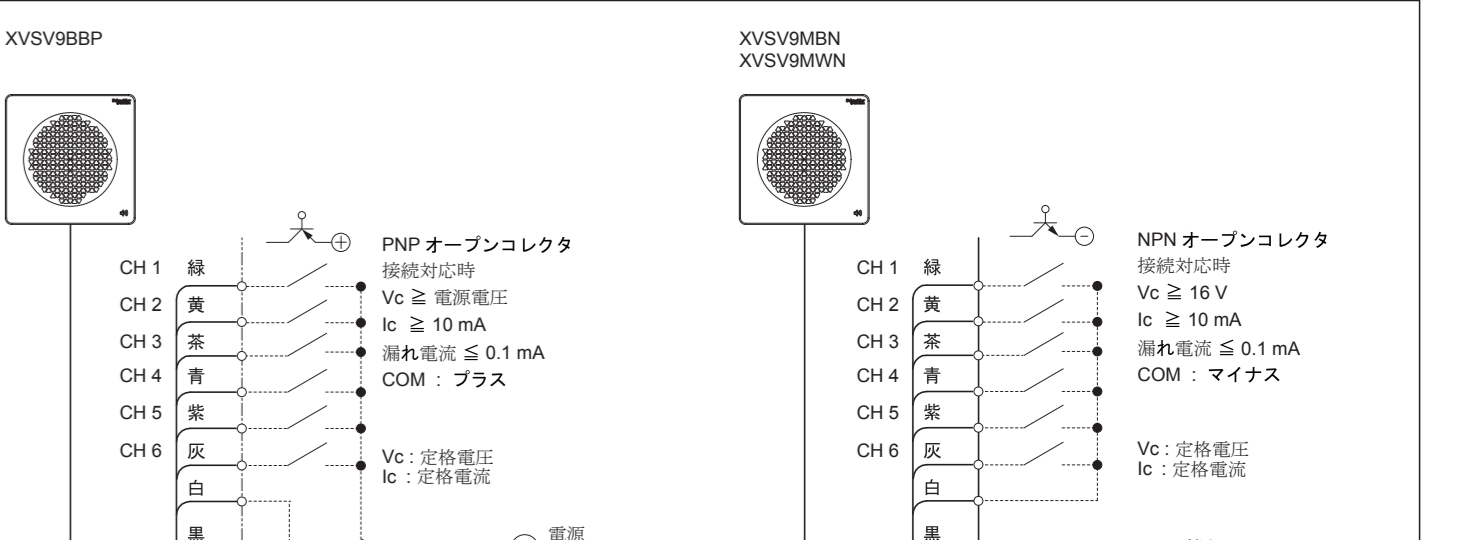 XVSV9BBP
PNP オープンコレクタ
接続対応時
Vc ≧ 電源電圧
Ic ≧ 10 mA
漏れ電流 ≦ 0.1 mA
COM : プラス
CH 1 緑
CH 2 黄
CH 3 茶
CH 4 青
CH 5 紫
CH 6 灰
白
黒
Vc : 定格電圧
Ic : 定格電流
電源
XVSV9MBN
XVSV9MWN
NPN オープンコレクタ
接続対応時
Vc ≧ 16 V
Ic ≧ 10 mA
漏れ電流 ≦ 0.1 mA
COM : マイナス
CH 1 緑
CH 2 黄
CH 3 茶
CH 4 青
CH 5 紫
CH 6 灰
白
黒
Vc : 定格電圧
Ic : 定格電流